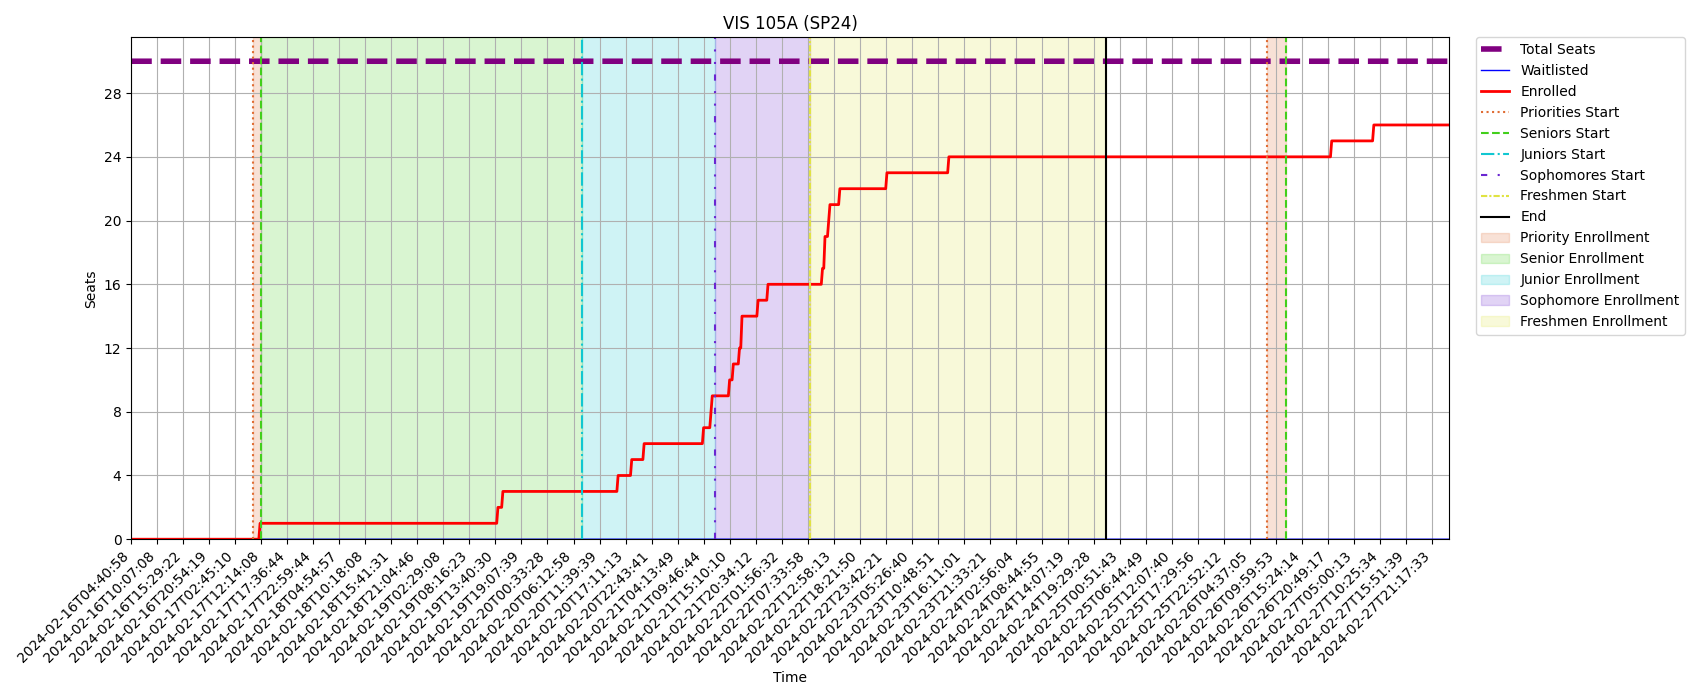 VIS 105A (SP24)
Seats
28
24
20
16
12
8
4
0
2024-02-16T04:40:58
2024-02-16T10:07:08
2024-02-16T15:29:22
2024-02-16T20:54:19
2024-02-17T02:45:10
2024-02-17T12:14:08
2024-02-17T17:36:44
2024-02-17T22:59:44
2024-02-18T04:54:57
2024-02-18T10:18:08
2024-02-18T15:41:31
2024-02-18T21:04:46
2024-02-19T02:29:08
2024-02-19T08:16:23
2024-02-19T13:40:30
2024-02-19T19:07:39
2024-02-20T00:33:28
2024-02-20T06:12:58
2024-02-20T11:39:39
2024-02-20T17:11:13
2024-02-20T22:43:41
2024-02-21T04:13:49
2024-02-21T09:46:44
2024-02-21T15:10:10
2024-02-21T20:34:12
2024-02-22T01:56:32
2024-02-22T07:33:58
2024-02-22T12:58:13
2024-02-22T18:21:50
2024-02-22T23:42:21
2024-02-23T05:26:40
2024-02-23T10:48:51
2024-02-23T16:11:01
2024-02-23T21:33:21
2024-02-24T02:56:04
2024-02-24T08:44:55
2024-02-24T14:07:19
2024-02-24T19:29:28
2024-02-25T00:51:43
2024-02-25T06:44:49
2024-02-25T12:07:40
2024-02-25T17:29:56
2024-02-25T22:52:12
2024-02-26T04:37:05
2024-02-26T09:59:53
2024-02-26T15:24:14
2024-02-26T20:49:17
2024-02-27T05:00:13
2024-02-27T10:25:34
2024-02-27T15:51:39
2024-02-27T21:17:33
Time
Total Seats
Waitlisted
Enrolled
Priorities Start
Seniors Start
Juniors Start
Sophomores Start
Freshmen Start
End
Priority Enrollment
Senior Enrollment
Junior Enrollment
Sophomore Enrollment
Freshmen Enrollment